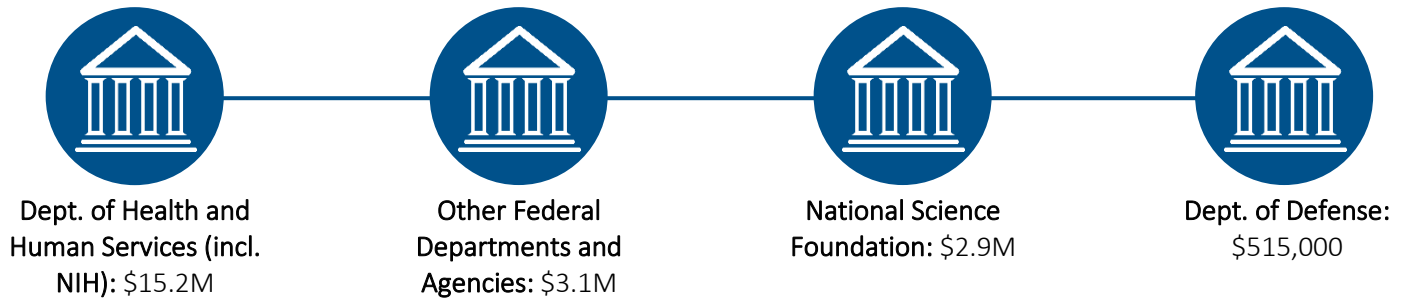 Dept. of Health and
Human Services (incl.
NIH): $15.2M
Other Federal
Departments and
Agencies: $3.1M
National Science
Foundation: $2.9M
Dept. of Defense:
$515,000